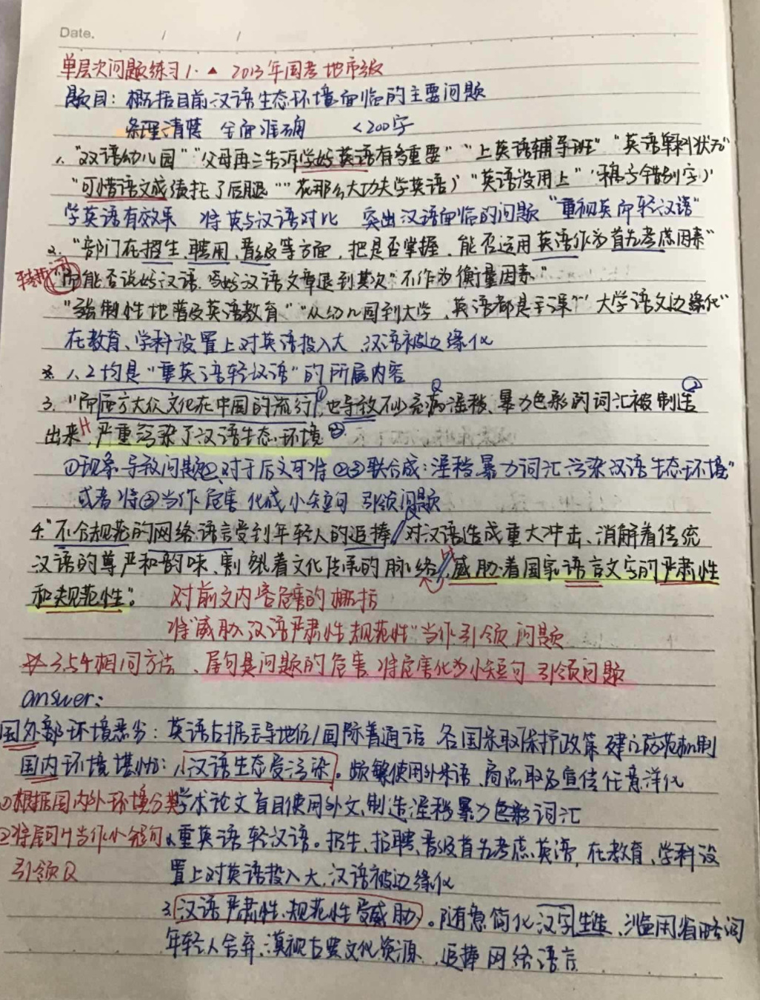 Date. / /
单层次问题练习1. ▲ 2013年国考地市级
题目：概括目前汉语生态环境面临的主要问题
条理清楚 全面准确 <200字
1、"双语幼儿园""父母再三告诉学好英语有多重要""上英语辅导班""英语单科状元"
"可惜语文成绩托了后腿""花那么大功夫学英语）"英语没用上"（稿子错别字）
学英语有效果 将英与汉语对比 突出汉语面临的问题"重视英而轻汉语"
2、"部门在招生、聘用、晋级等方面，把是否掌握、能否运用英语作为首先考虑因素"
转折词 "而能否说好汉语、写好汉语文章退到其次"不作为衡量因素"
"强制性地普及英语教育""从幼儿园到大学、英语都是主课""大学语文边缘化"
在教育、学科设置上对英语投入大，汉语被边缘化
※ 1、2均是"重英语轻汉语"的所属内容
3、"而西方大众文化在中国的流行①，也导致不少充满淫秽、暴力色彩的词汇被制造②
出来H，严重污染了汉语生态环境③
①现象导致问题②，对于后文可将②③联合成：淫秽暴力词汇污染汉语生态环境"
或者将③当作危害化成小短句 引领问题
4."不合规范的网络语言受到年轻人的追捧//对汉语造成重大冲击、消解着传统
汉语的尊严和韵味、割裂着文化传承的脉络//，威胁着国家语言文字的严肃性
和规范性"。 对前文内容危害的概括
将"威胁汉语严肃性规范性"当作引领问题
※ 3与4相同方法、尾句是问题的危害 将危害化为小短句 引领问题
answer：
国外部环境恶劣：英语占据主导地位/国际普通话 各国采取保护政策 建立防范机制
国内环境堪忧：1、汉语生态受污染。频繁使用外来语、商品取名宣传任意洋化
①根据国内外环境分类 学术论文盲目使用外文，制造淫秽暴力色彩词汇
②将尾句H当作小短句 2、重英语轻汉语。招生、招聘、晋级首先考虑英语，在教育、学科设
引领Q 置上对英语投入大，汉语被边缘化
3、汉语严肃性、规范性受威胁。随意简化汉字生造、滥用省略词
年轻人舍弃、漠视古典文化资源、追捧网络语言